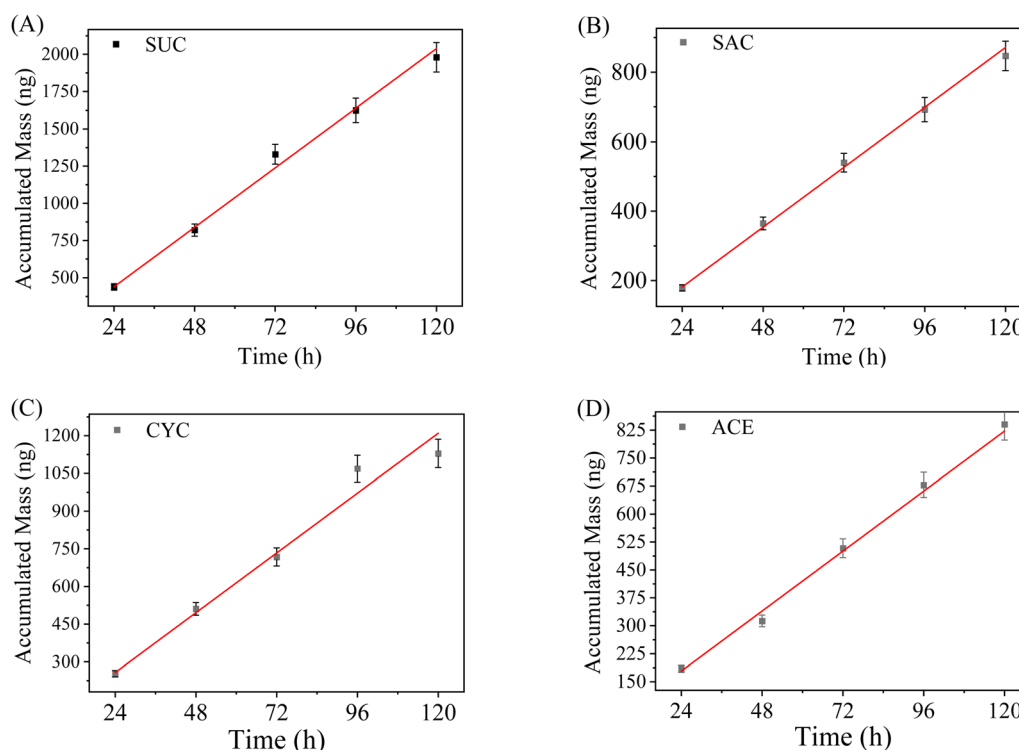 (A)
SUC
Accumulated Mass (ng)
2000
1750
1500
1250
1000
750
500
24 48 72 96 120
Time (h)
(B)
SAC
Accumulated Mass (ng)
800
600
400
200
24 48 72 96 120
Time (h)
(C)
CYC
Accumulated Mass (ng)
1200
1050
900
750
600
450
300
24 48 72 96 120
Time (h)
(D)
ACE
Accumulated Mass (ng)
825
750
675
600
525
450
375
300
225
150
24 48 72 96 120
Time (h)